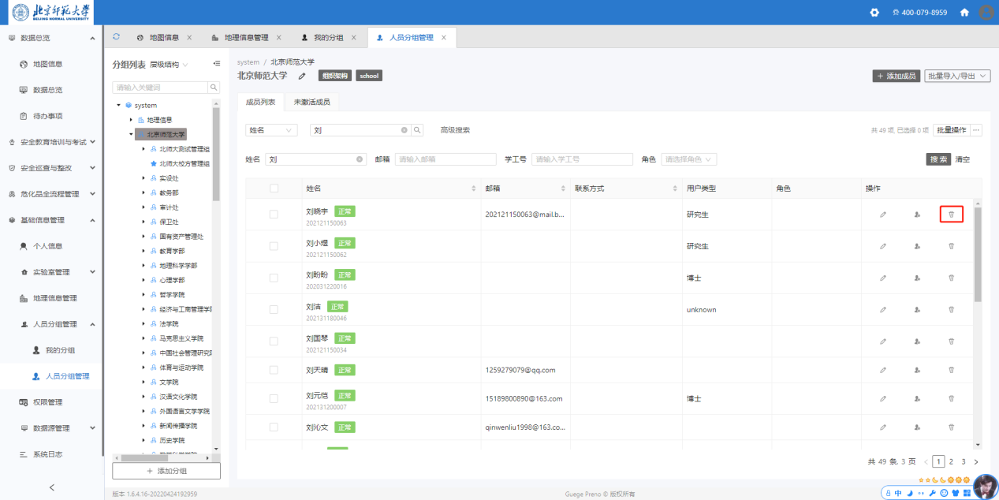 北京师范大学
BEIJING NORMAL UNIVERSITY
400-079-8959
数据总览
地图信息
数据总览
待办事项
安全教育培训与考试
安全巡查与整改
危化品全流程管理
基础信息管理
个人信息
实验室管理
地理信息管理
人员分组管理
我的分组
人员分组管理
权限管理
数据源管理
系统日志
地图信息
地理信息管理
我的分组
人员分组管理
分组列表 层级结构
请输入关键词
system
地理信息
北京师范大学
北师大测试管理组
北师大校方管理组
实设处
教务部
审计处
保卫处
国有资产管理处
教育学部
地理科学学部
心理学部
哲学学院
经济与工商管理学院
法学院
马克思主义学院
中国社会管理研究院
体育与运动学院
文学院
汉语文化学院
外国语言文学学院
新闻传播学院
历史学院
+ 添加分组
system / 北京师范大学
北京师范大学 组织架构 school
+ 添加成员 批量导入/导出
成员列表 未激活成员
姓名 刘 高级搜索
共 49 项, 已选择 0 项 批量操作 ...
姓名 刘 邮箱 请输入邮箱 学工号 请输入学工号 角色 请选择角色 搜 索 清空
姓名 邮箱 联系方式 用户类型 角色 操作
刘晓宇 正常 202121150063@mail.b... 研究生
202121150063
刘小煜 正常 研究生
202121150062
刘盼盼 正常 博士
202031220016
刘洁 正常 unknown
202131180046
刘国琴 正常
202121150034
刘天晴 正常 1259279079@qq.com
刘元恺 正常 15189800890@163.com 博士
202131200007
刘沁文 正常 qinwenliu1998@163.co...
共 49 条, 3 页 < 1 2 3 >
版本 1.6.4.16-20220424192959
Guege Preno © 版权所有
中